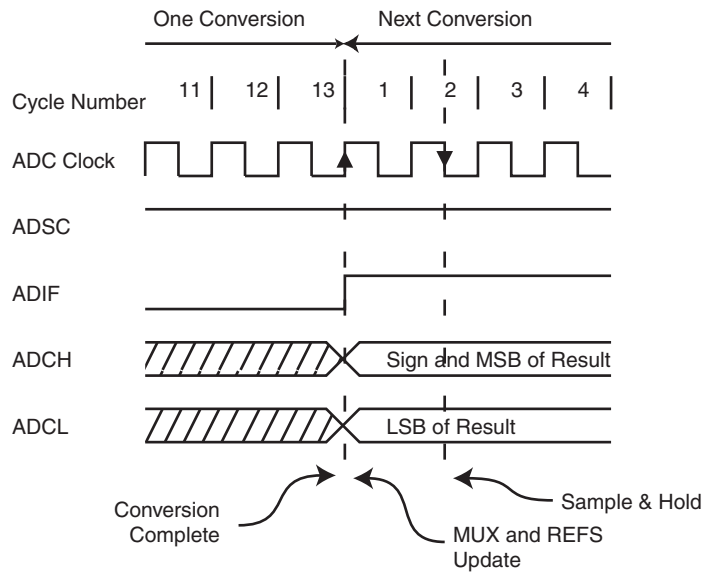 One Conversion Next Conversion
Cycle Number 11 12 13 1 2 3 4
ADC Clock
ADSC
ADIF
ADCH Sign and MSB of Result
ADCL LSB of Result
Conversion
Complete
MUX and REFS
Update
Sample & Hold